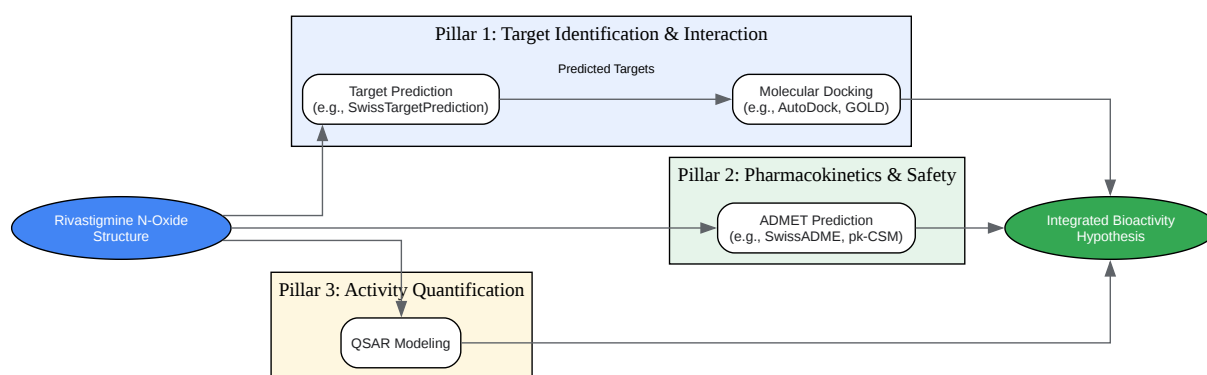 Pillar 1: Target Identification & Interaction
Predicted Targets
Target Prediction
(e.g., SwissTargetPrediction)
Molecular Docking
(e.g., AutoDock, GOLD)
Pillar 2: Pharmacokinetics & Safety
Rivastigmine N-Oxide
Structure
ADMET Prediction
(e.g., SwissADME, pk-CSM)
Integrated Bioactivity
Hypothesis
Pillar 3: Activity Quantification
QSAR Modeling